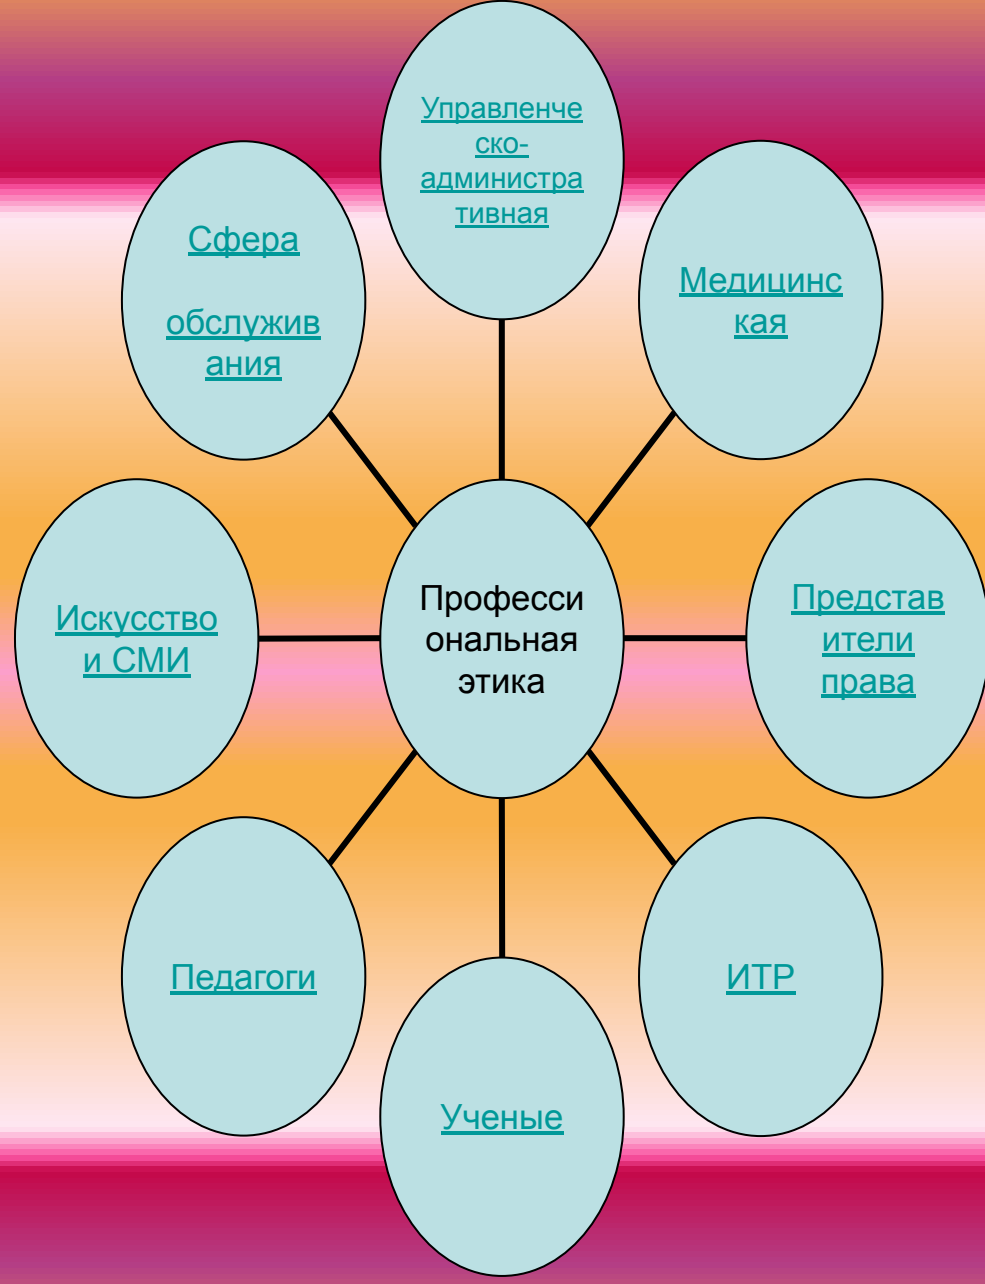 Управленче
ско-
администра
тивная
Сфера
обслужив
ания
Медицинс
кая
Искусство
и СМИ
Професси
ональная
этика
Представ
ители
права
Педагоги
ИТР
Ученые